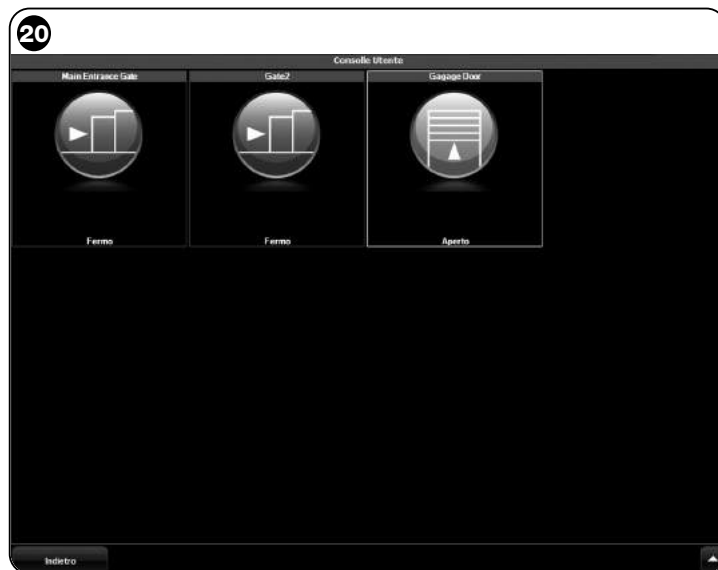 20
Consolle Utente
Main Entrance Gate
Gate2
Gagage Door
Fermo
Fermo
Aperto
Indietro